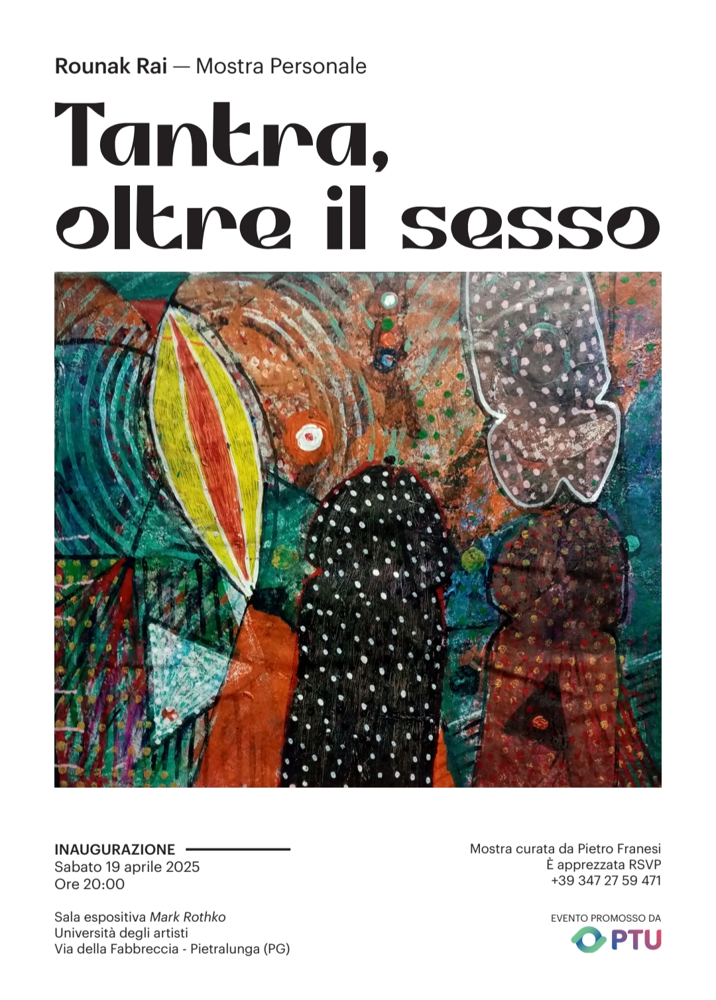 Rounak Rai — Mostra Personale
Tantra,
oltre il sesso
INAUGURAZIONE
Sabato 19 aprile 2025
Ore 20:00
Sala espositiva Mark Rothko
Università degli artisti
Via della Fabbreccia - Pietralunga (PG)
Mostra curata da Pietro Franesi
È apprezzata RSVP
+39 347 27 59 471
EVENTO PROMOSSO DA
PTU